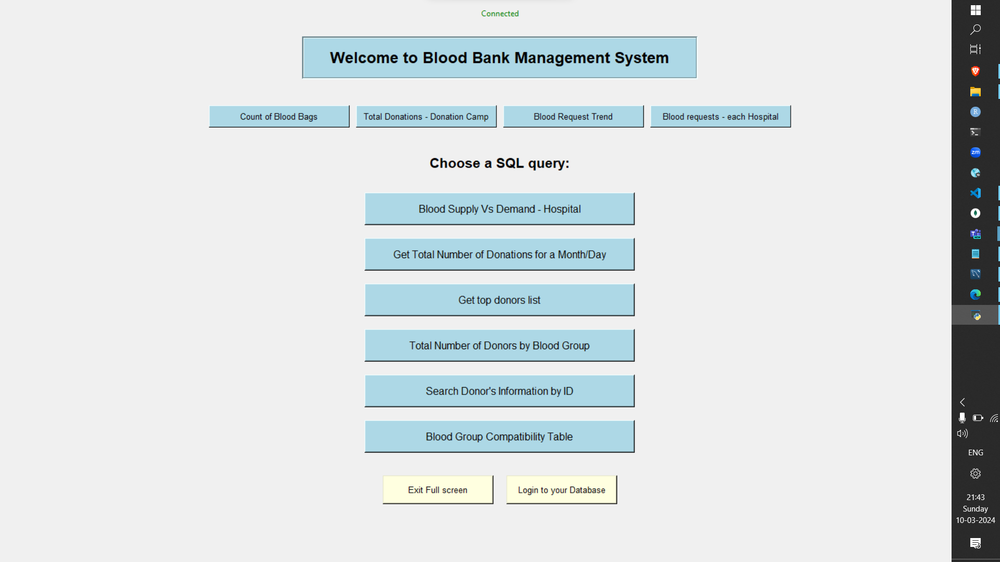 Connected
Welcome to Blood Bank Management System
Count of Blood Bags
Total Donations - Donation Camp
Blood Request Trend
Blood requests - each Hospital
Choose a SQL query:
Blood Supply Vs Demand - Hospital
Get Total Number of Donations for a Month/Day
Get top donors list
Total Number of Donors by Blood Group
Search Donor's Information by ID
Blood Group Compatibility Table
Exit Full screen
Login to your Database
R
zm
T
NEW
ENG
21:43
Sunday
10-03-2024